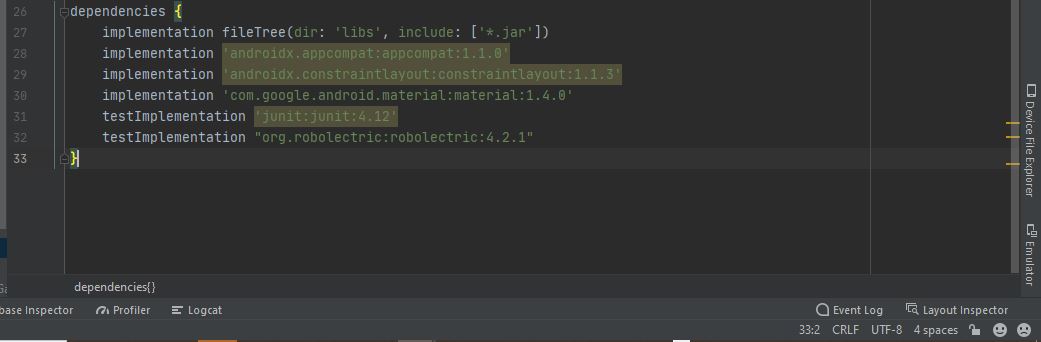 26 dependencies {
27 implementation fileTree(dir: 'libs', include: ['*.jar'])
28 implementation 'androidx.appcompat:appcompat:1.1.0'
29 implementation 'androidx.constraintlayout:constraintlayout:1.1.3'
30 implementation 'com.google.android.material:material:1.4.0'
31 testImplementation 'junit:junit:4.12'
32 testImplementation "org.robolectric:robolectric:4.2.1"
33 }
Device File Explorer
Emulator
dependencies{}
base Inspector Profiler Logcat Event Log Layout Inspector
33:2 CRLF UTF-8 4 spaces